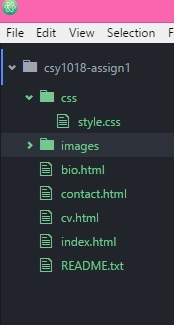 File Edit View Selection F
csy1018-assign1
css
style.css
images
bio.html
contact.html
cv.html
index.html
README.txt